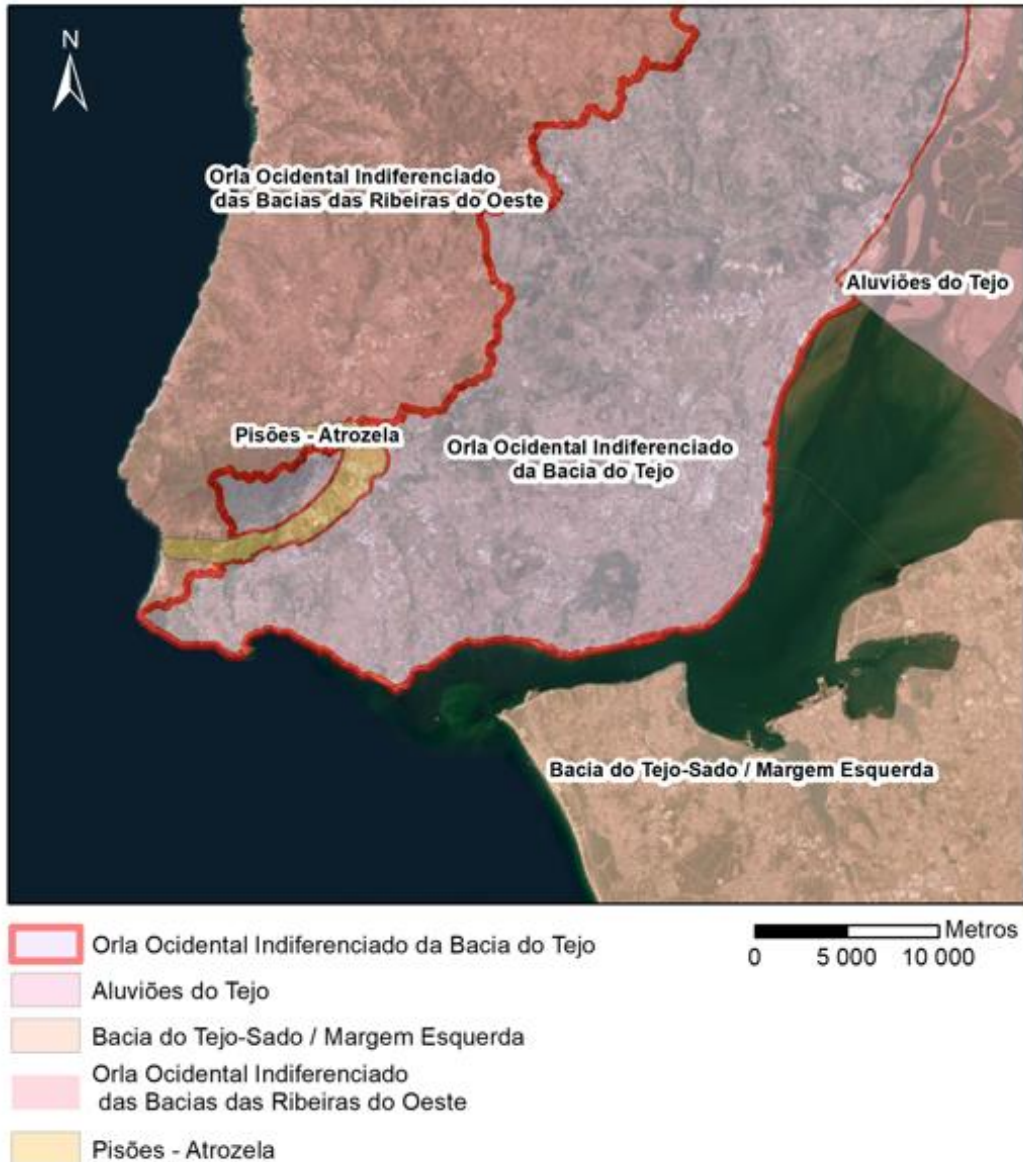 N
Orla Ocidental Indiferenciado
das Bacias das Ribeiras do Oeste
Aluviões do Tejo
Pisões - Atrozela
Orla Ocidental Indiferenciado
da Bacia do Tejo
Bacia do Tejo-Sado / Margem Esquerda
Orla Ocidental Indiferenciado da Bacia do Tejo
Aluviões do Tejo
Bacia do Tejo-Sado / Margem Esquerda
Orla Ocidental Indiferenciado
das Bacias das Ribeiras do Oeste
Pisões - Atrozela
Metros
0 5 000 10 000